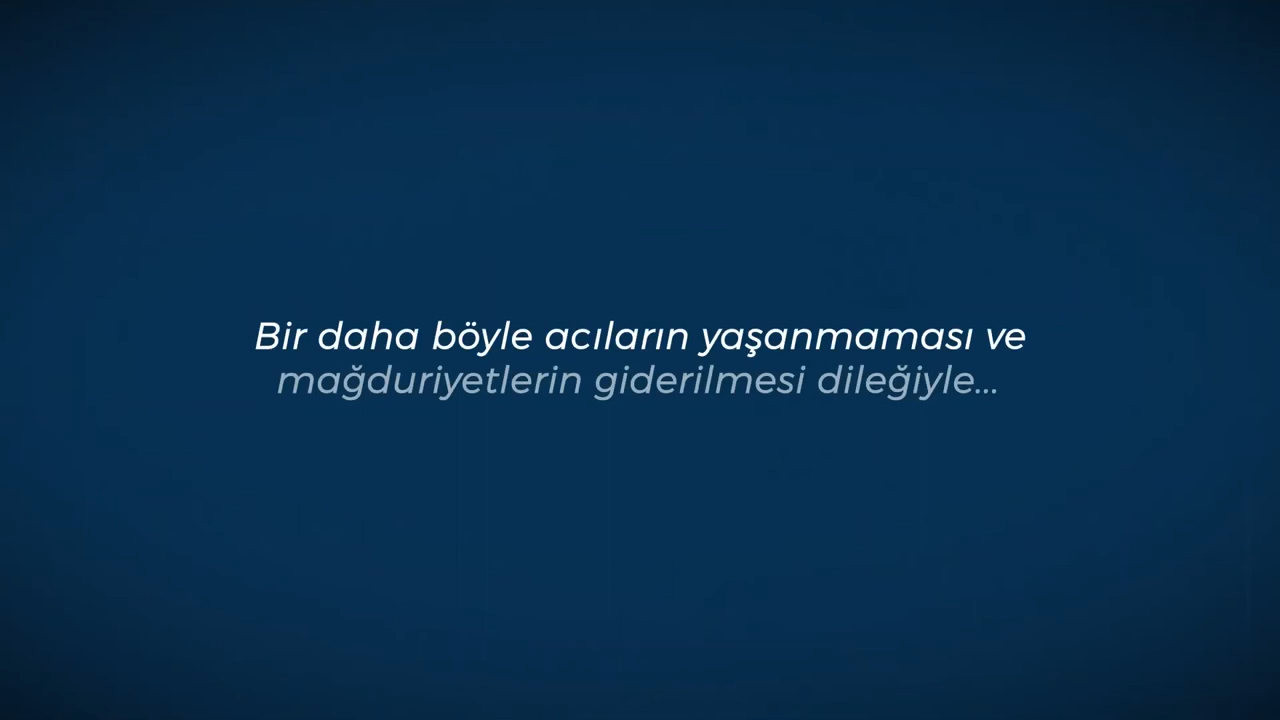 Bir daha böyle acıların yaşanmaması ve
mağduriyetlerin giderilmesi dileğiyle...